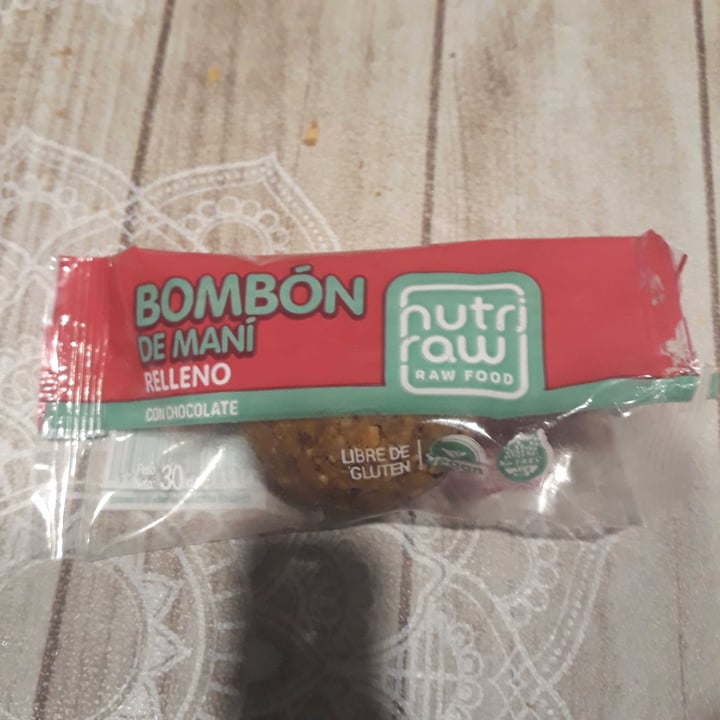 BOMBÓN
DE MANÍ
RELLENO
CON CHOCOLATE
nutri
raw
RAW FOOD
LIBRE DE
GLUTEN
30